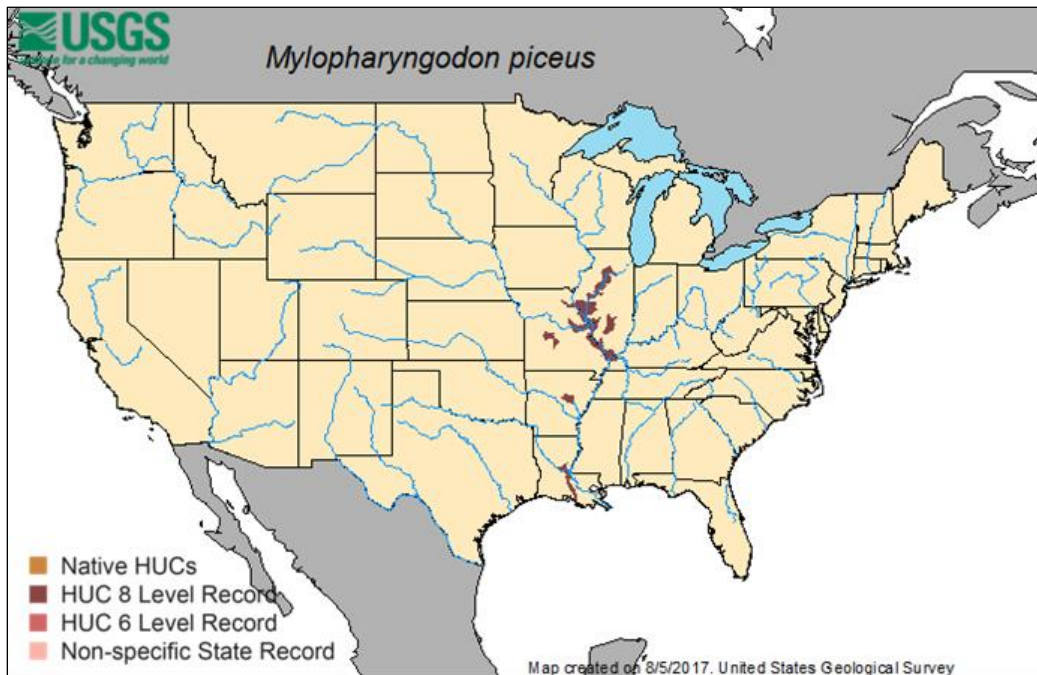 USGS
science for a changing world
Mylopharyngodon piceus
Native HUCs
HUC 8 Level Record
HUC 6 Level Record
Non-specific State Record
Map created on 8/5/2017. United States Geological Survey